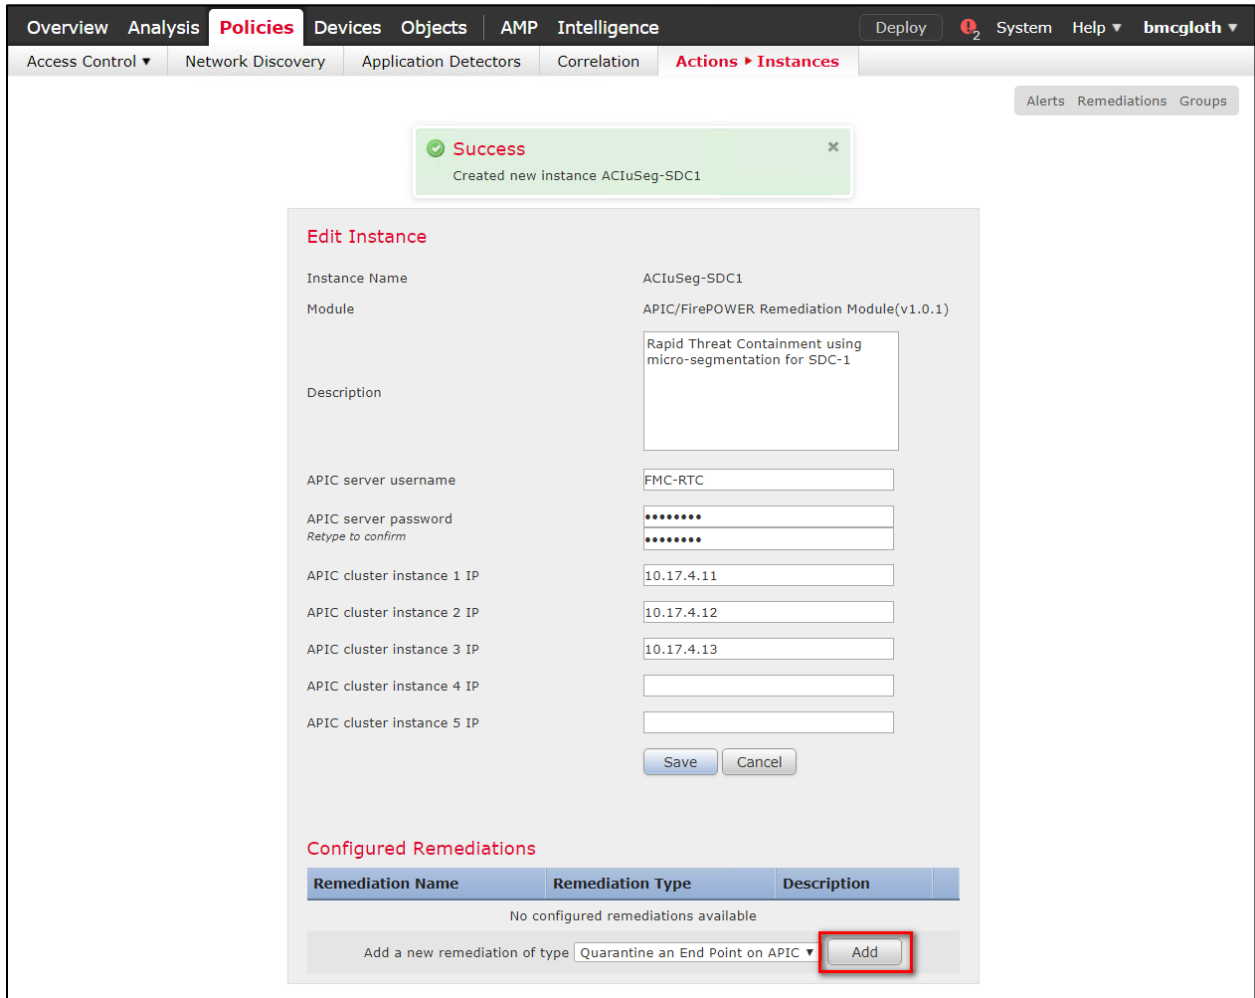 Overview Analysis Policies Devices Objects AMP Intelligence Deploy 2 System Help ▼ bmcgloth ▼
Access Control ▼ Network Discovery Application Detectors Correlation Actions ▶ Instances
Alerts Remediations Groups
Success
Created new instance ACIuSeg-SDC1
Edit Instance
Instance Name ACIuSeg-SDC1
Module APIC/FirePOWER Remediation Module(v1.0.1)
Rapid Threat Containment using
micro-segmentation for SDC-1
Description
APIC server username FMC-RTC
APIC server password ••••••••
Retype to confirm ••••••••
APIC cluster instance 1 IP 10.17.4.11
APIC cluster instance 2 IP 10.17.4.12
APIC cluster instance 3 IP 10.17.4.13
APIC cluster instance 4 IP
APIC cluster instance 5 IP
Save Cancel
Configured Remediations
Remediation Name Remediation Type Description
No configured remediations available
Add a new remediation of type Quarantine an End Point on APIC ▼ Add